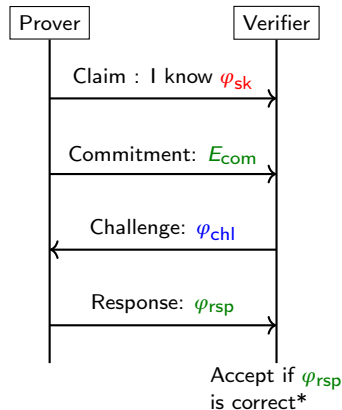 Prover Verifier
Claim : I know φsk
Commitment: Ecom
Challenge: φchl
Response: φrsp
Accept if φrsp
is correct*